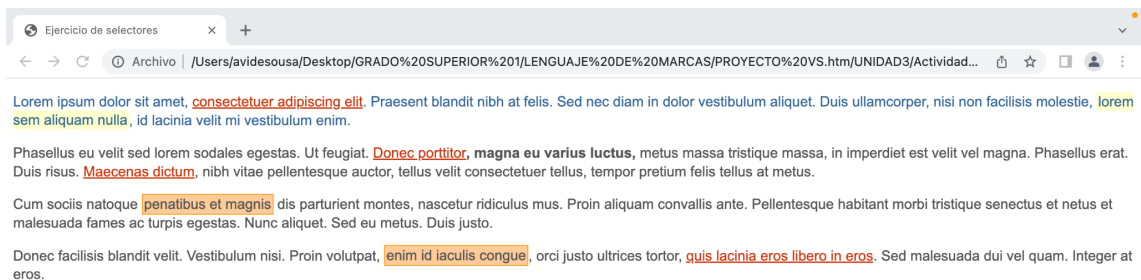 Ejercicio de selectores
Archivo | /Users/avidesousa/Desktop/GRADO%20SUPERIOR%201/LENGUAJE%20DE%20MARCAS/PROYECTO%20VS.htm/UNIDAD3/Actividad...
Lorem ipsum dolor sit amet, consectetuer adipiscing elit. Praesent blandit nibh at felis. Sed nec diam in dolor vestibulum aliquet. Duis ullamcorper, nisi non facilisis molestie, lorem
sem aliquam nulla, id lacinia velit mi vestibulum enim.
Phasellus eu velit sed lorem sodales egestas. Ut feugiat. Donec porttitor, magna eu varius luctus, metus massa tristique massa, in imperdiet est velit vel magna. Phasellus erat.
Duis risus. Maecenas dictum, nibh vitae pellentesque auctor, tellus velit consectetuer tellus, tempor pretium felis tellus at metus.
Cum sociis natoque penatibus et magnis dis parturient montes, nascetur ridiculus mus. Proin aliquam convallis ante. Pellentesque habitant morbi tristique senectus et netus et
malesuada fames ac turpis egestas. Nunc aliquet. Sed eu metus. Duis justo.
Donec facilisis blandit velit. Vestibulum nisi. Proin volutpat, enim id iaculis congue, orci justo ultrices tortor, quis lacinia eros libero in eros. Sed malesuada dui vel quam. Integer at
eros.